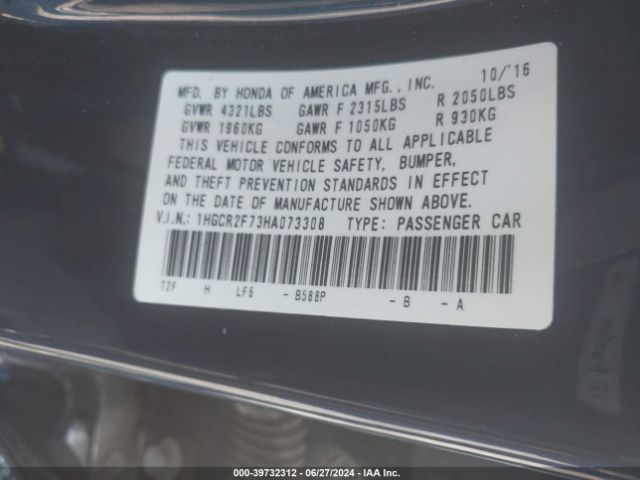 MFD. BY HONDA OF AMERICA MFG., INC. 10/'16
GVWR 4321LBS GAWR F 2315LBS R 2050LBS
GVWR 1960KG GAWR F 1050KG R 930KG
THIS VEHICLE CONFORMS TO ALL APPLICABLE
FEDERAL MOTOR VEHICLE SAFETY, BUMPER,
AND THEFT PREVENTION STANDARDS IN EFFECT
ON THE DATE OF MANUFACTURE SHOWN ABOVE.
V.I.N.: 1HGCR2F73HA073308 TYPE: PASSENGER CAR
T2F H LF6 - B588P - B - A
000-39732312 / 06/27/2024 - IAA Inc.